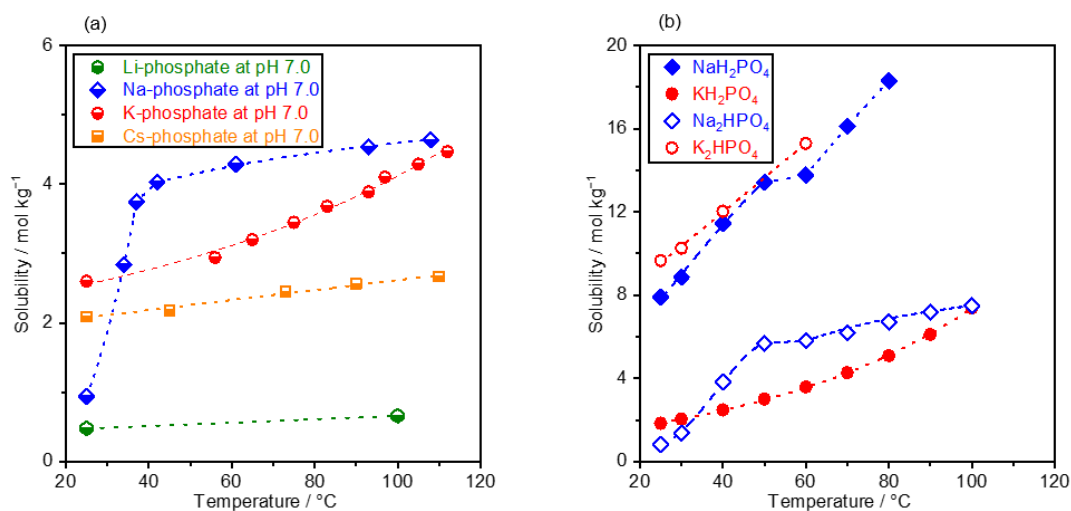 (a)
6
4
2
0
20
40
60
80
100
120
Temperature / °C
Solubility / mol kg⁻¹
Li-phosphate at pH 7.0
Na-phosphate at pH 7.0
K-phosphate at pH 7.0
Cs-phosphate at pH 7.0
(b)
20
16
12
8
4
0
20
40
60
80
100
120
Temperature / °C
Solubility / mol kg⁻¹
NaH₂PO₄
KH₂PO₄
Na₂HPO₄
K₂HPO₄